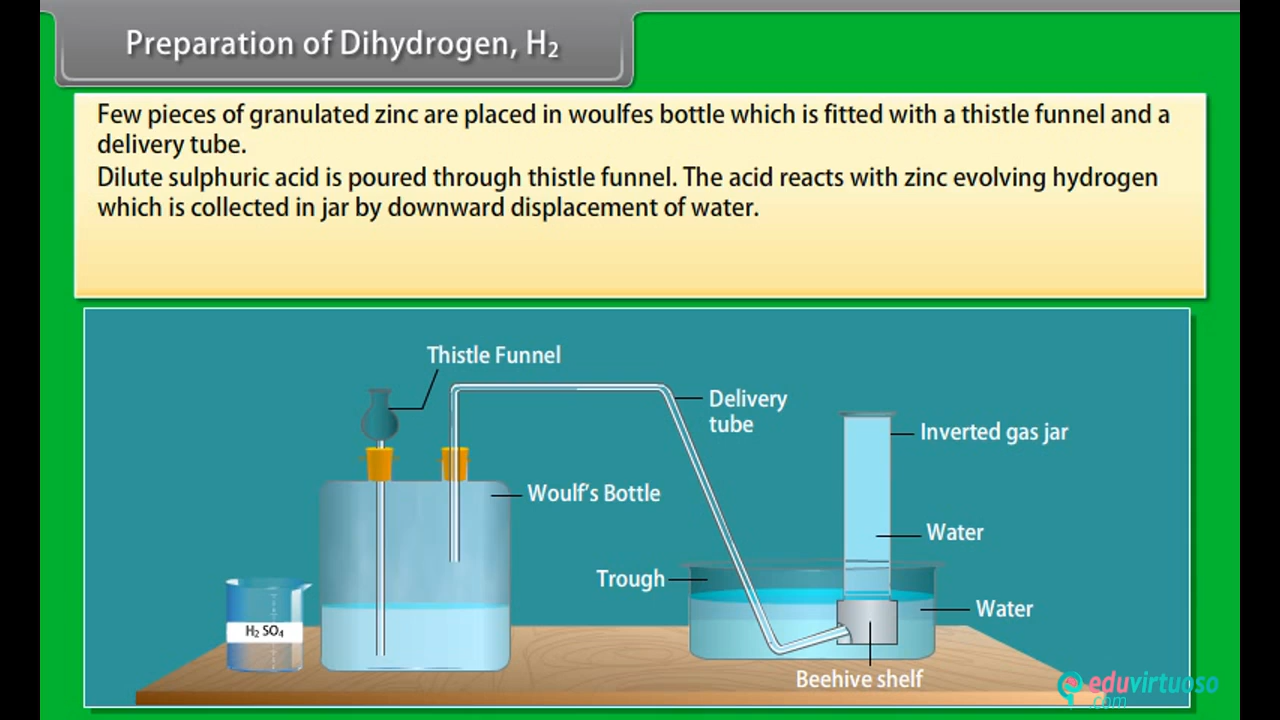 Preparation of Dihydrogen, H₂
Few pieces of granulated zinc are placed in woulfes bottle which is fitted with a thistle funnel and a
delivery tube.
Dilute sulphuric acid is poured through thistle funnel. The acid reacts with zinc evolving hydrogen
which is collected in jar by downward displacement of water.
Thistle Funnel
Delivery
tube
Inverted gas jar
Woulf's Bottle
Water
Trough
Water
H₂ SO₄
Beehive shelf
eduvirtuoso
.com